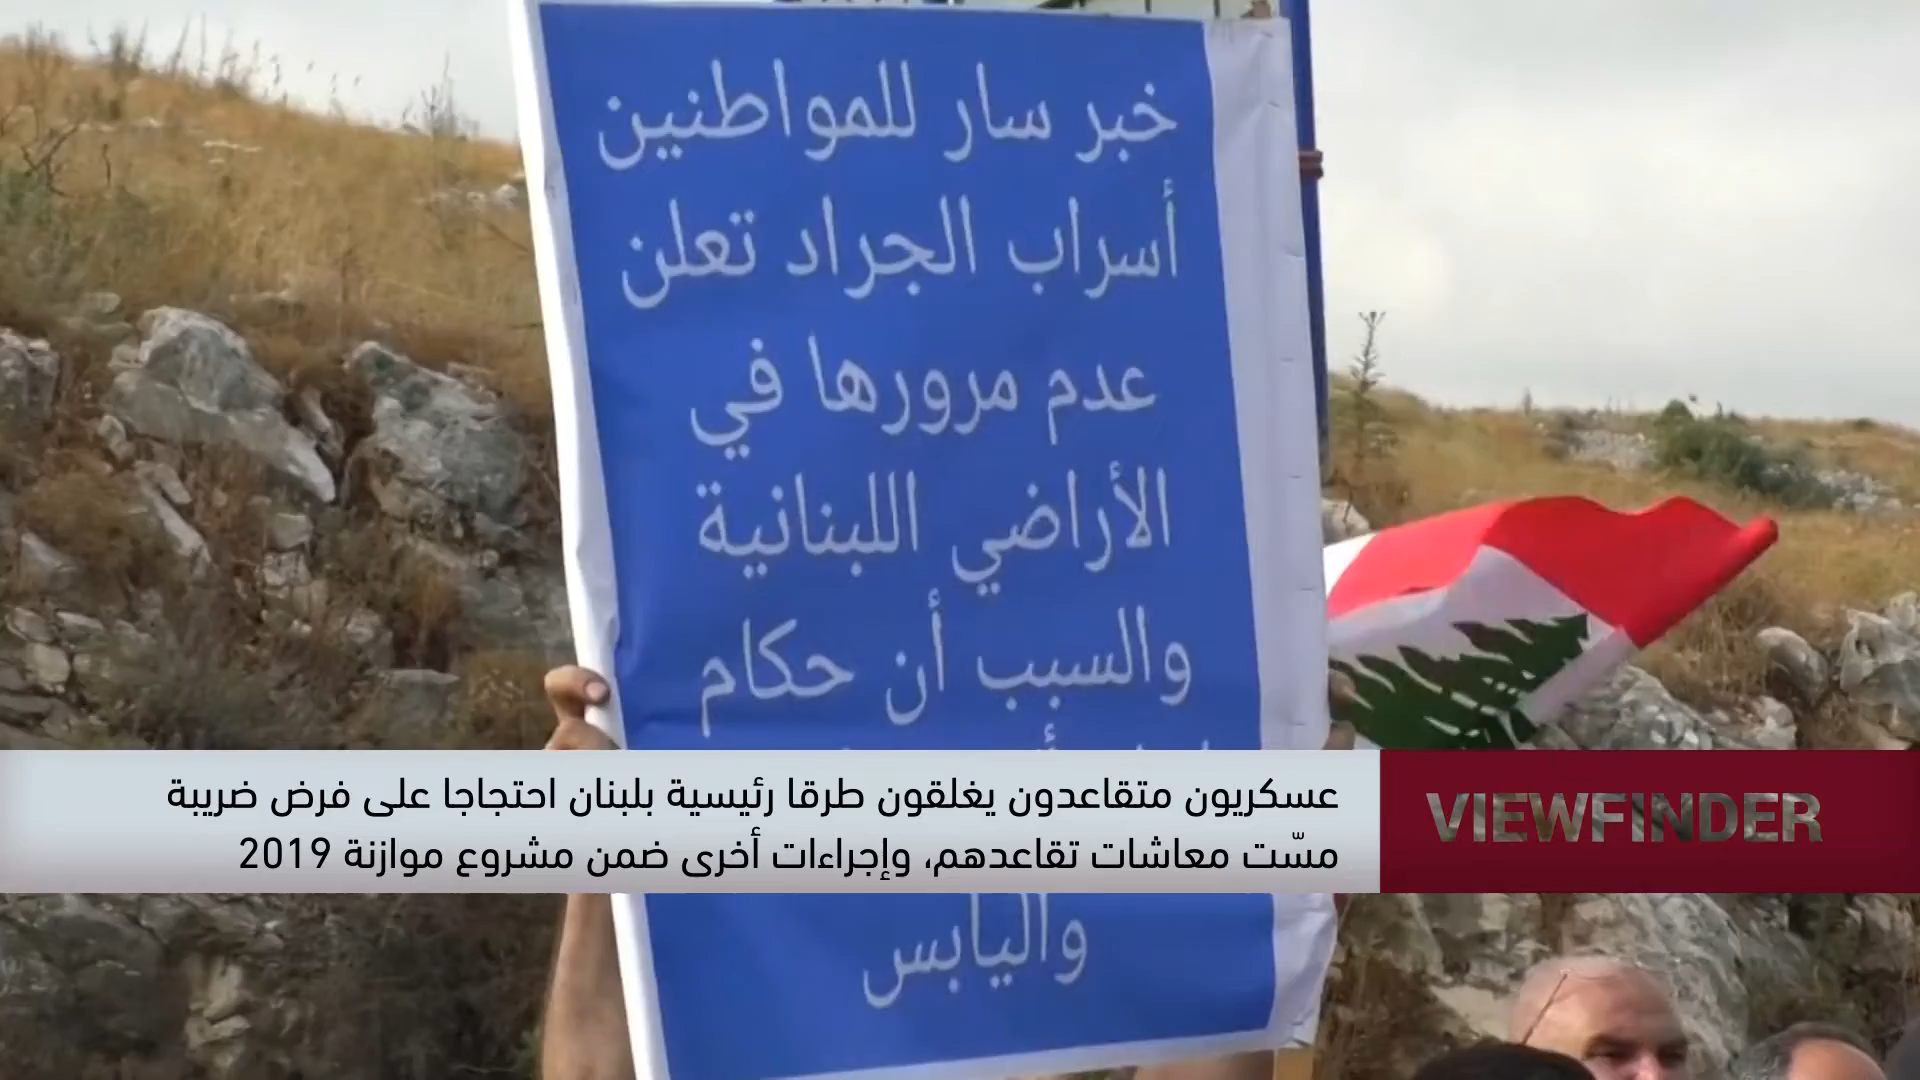 خبر سار للمواطنين
أسراب الجراد تعلن
عدم مرورها في
الأراضي اللبنانية
والسبب أن حكام
واليابس
عسكريون متقاعدون يغلقون طرقا رئيسية بلبنان احتجاجا على فرض ضريبة
مسّت معاشات تقاعدهم، وإجراءات أخرى ضمن مشروع موازنة 2019
VIEWFINDER